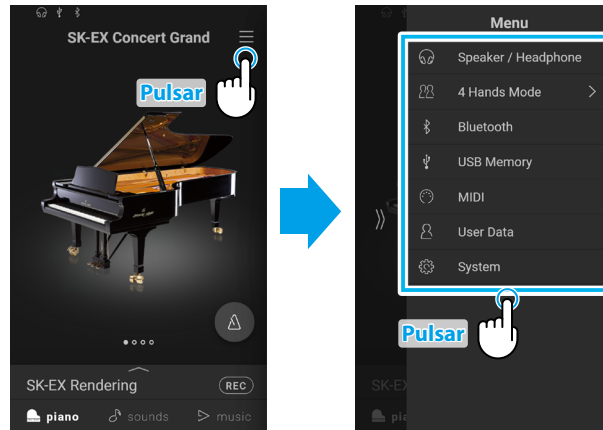 SK-EX Concert Grand
Pulsar
SK-EX Rendering
REC
piano
sounds
music
Menu
Speaker / Headphone
4 Hands Mode
Bluetooth
USB Memory
MIDI
User Data
System
Pulsar
SK-EX
pia